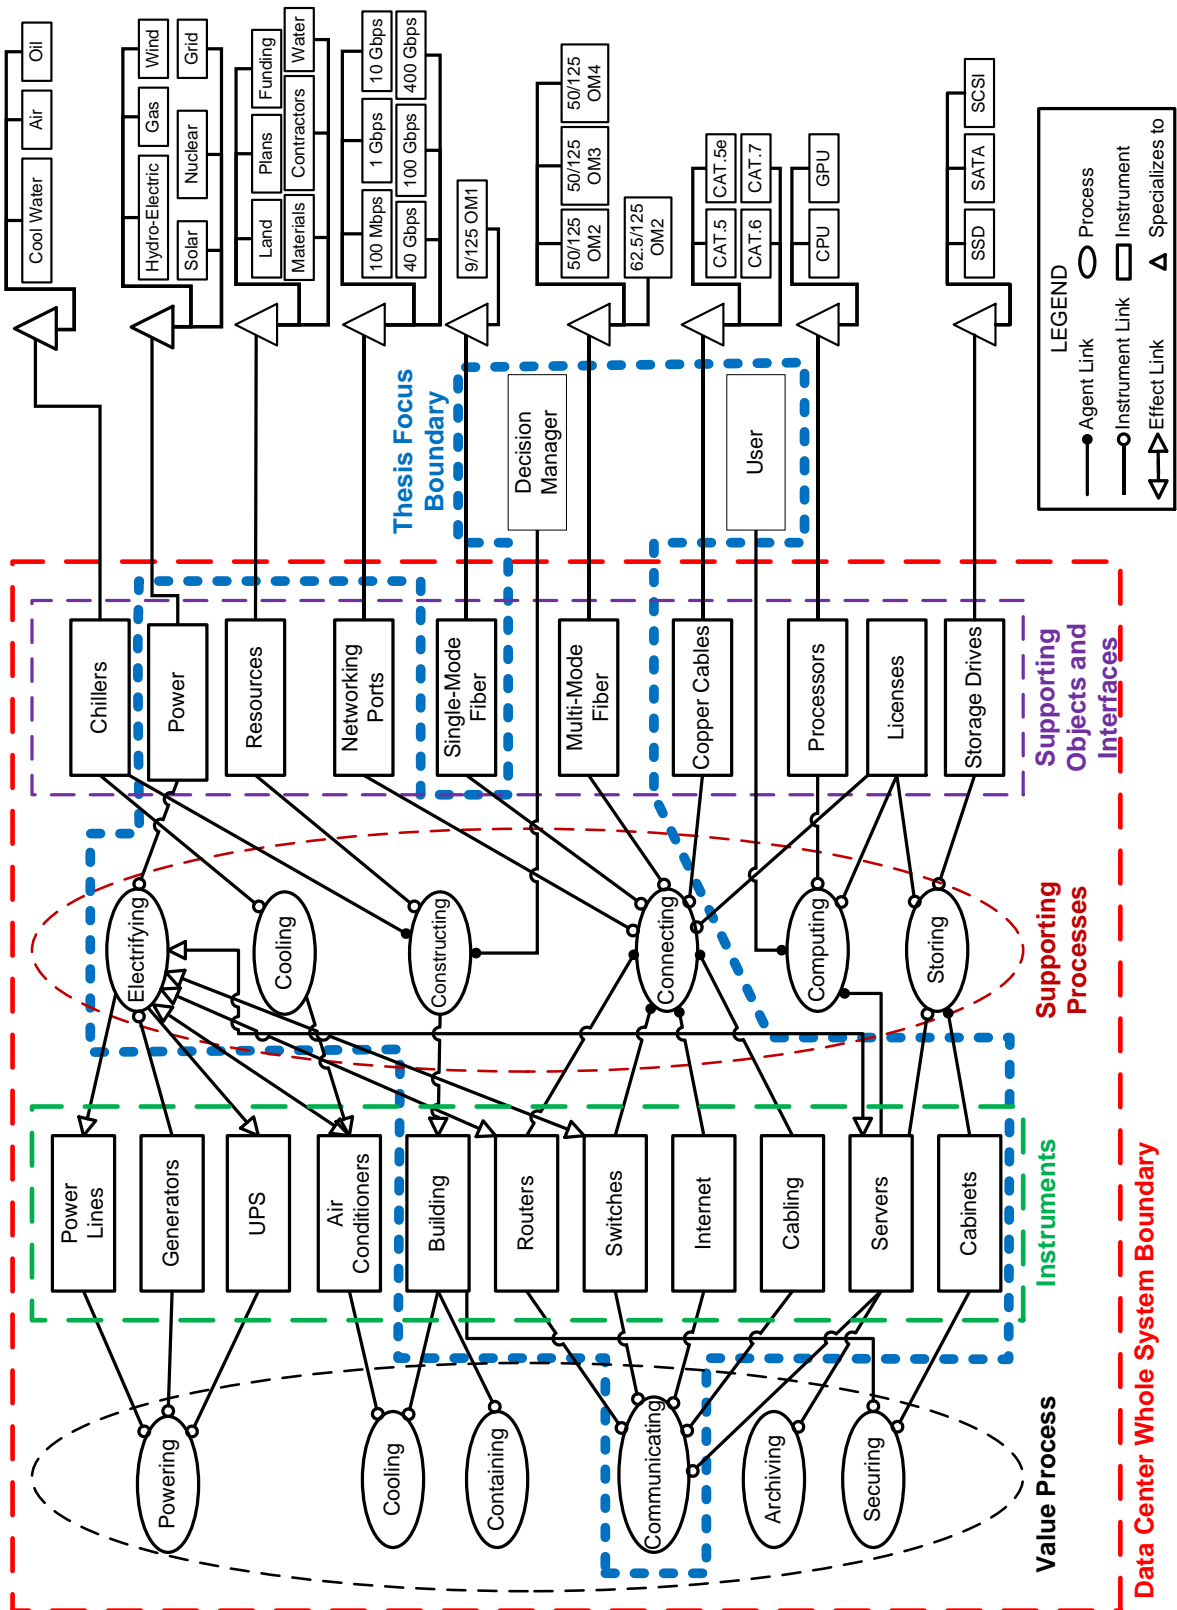 Powering
Cooling
Containing
Communicating
Archiving
Securing
Value Process
Power
Lines
Generators
UPS
Air
Conditioners
Building
Routers
Switches
Internet
Cabling
Servers
Cabinets
Instruments
Electrifying
Cooling
Constructing
Connecting
Computing
Storing
Supporting
Processes
Chillers
Power
Resources
Networking
Ports
Single-Mode
Fiber
Multi-Mode
Fiber
Copper Cables
Processors
Licenses
Storage Drives
Supporting
Objects and
Interfaces
Data Center Whole System Boundary
Thesis Focus
Boundary
Decision
Manager
User
Cool Water
Air
Oil
Hydro-Electric
Gas
Wind
Solar
Nuclear
Grid
Land
Plans
Funding
Materials
Contractors
Water
100 Mbps
1 Gbps
10 Gbps
40 Gbps
100 Gbps
400 Gbps
9/125 OM1
50/125
OM2
50/125
OM3
50/125
OM4
62.5/125
OM2
CAT.5
CAT.5e
CAT.6
CAT.7
CPU
GPU
SSD
SATA
SCSI
LEGEND
Agent Link
Process
Instrument Link
Instrument
Effect Link
Specializes to